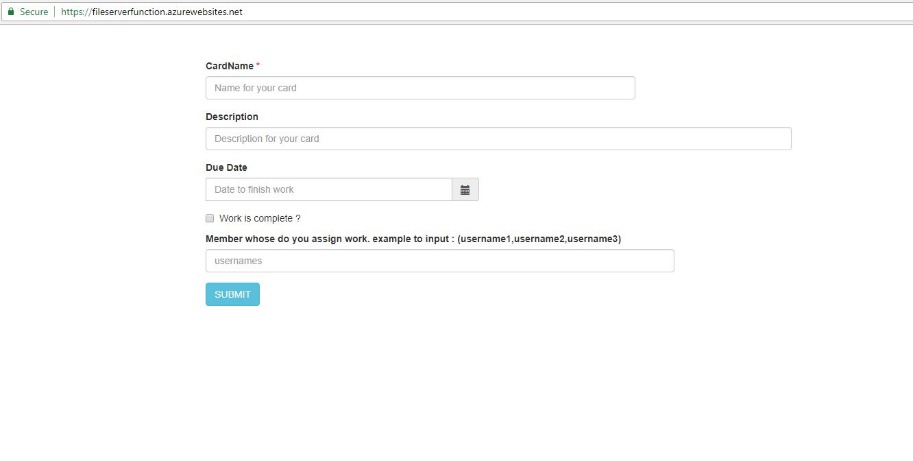 Secure https://fileserverfunction.azurewebsites.net
CardName *
Name for your card
Description
Description for your card
Due Date
Date to finish work
Work is complete ?
Member whose do you assign work. example to input : (username1,username2,username3)
usernames
SUBMIT